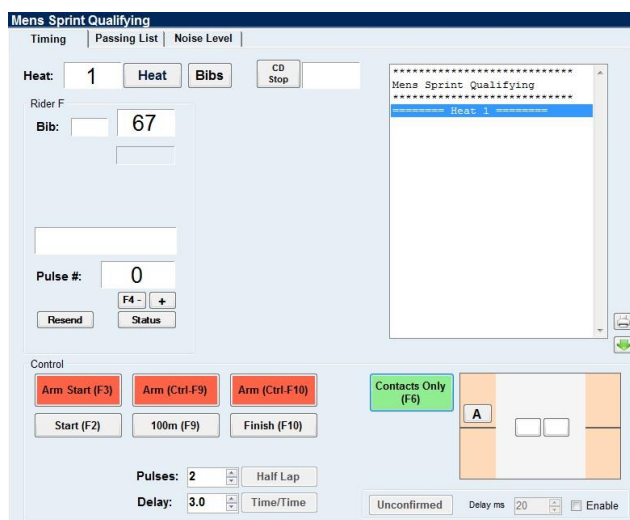 Mens Sprint Qualifying
Timing Passing List Noise Level
Heat: 1 Heat Bibs CD Stop
****************************
Mens Sprint Qualifying
****************************
======== Heat 1 ========
Rider F
Bib: 67
Pulse #: 0
F4 - +
Resend Status
Control
Arm Start (F3) Arm (Ctrl-F9) Arm (Ctrl-F10) Contacts Only (F6)
A
Start (F2) 100m (F9) Finish (F10)
Pulses: 2 Half Lap
Delay: 3.0 Time/Time Unconfirmed Delay ms 20 Enable